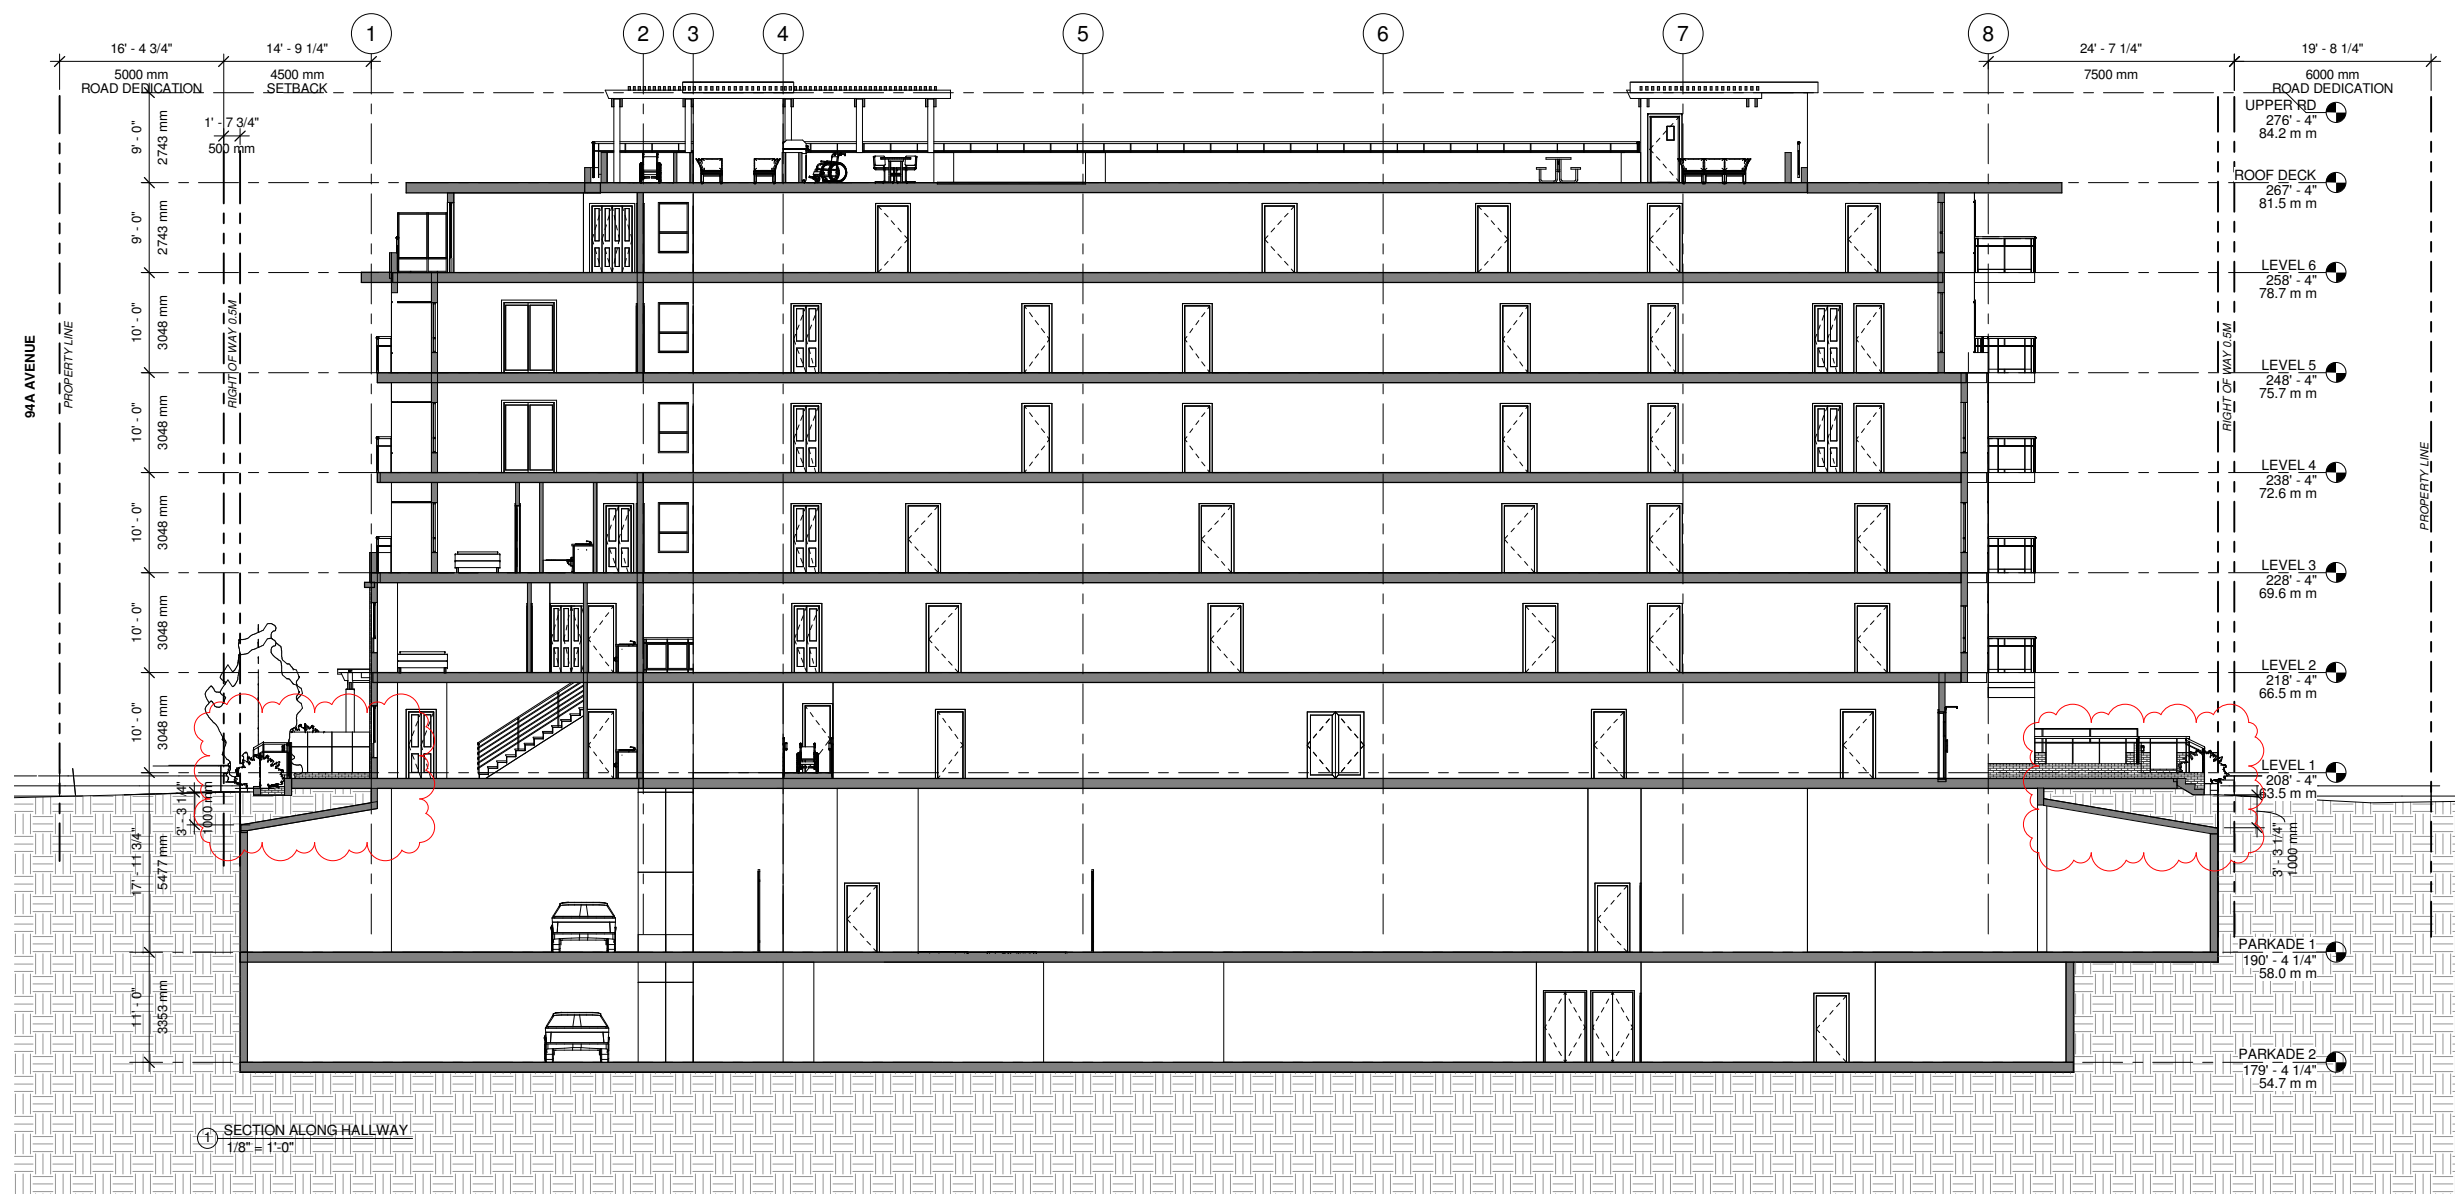 1
2
3
4
5
6
7
8
16' - 4 3/4"
14' - 9 1/4"
24' - 7 1/4"
19' - 8 1/4"
5000 mm
ROAD DEDICATION
4500 mm
SETBACK
7500 mm
6000 mm
ROAD DEDICATION
1' - 7 3/4"
500 mm
UPPER RD
276' - 4"
84.2 m m
9' - 0"
2743 mm
ROOF DECK
267' - 4"
81.5 m m
9' - 0"
2743 mm
LEVEL 6
258' - 4"
78.7 m m
10' - 0"
3048 mm
94A AVENUE
PROPERTY LINE
RIGHT OF WAY 0.5M
RIGHT OF WAY 0.5M
PROPERTY LINE
LEVEL 5
248' - 4"
75.7 m m
10' - 0"
3048 mm
LEVEL 4
238' - 4"
72.6 m m
10' - 0"
3048 mm
LEVEL 3
228' - 4"
69.6 m m
10' - 0"
3048 mm
LEVEL 2
218' - 4"
66.5 m m
10' - 0"
3048 mm
LEVEL 1
208' - 4"
63.5 m m
3' - 3 1/4"
1000 mm
3' - 3 1/4"
1000 mm
17' - 11 3/4"
5477 mm
PARKADE 1
190' - 4 1/4"
58.0 m m
11' - 0"
3353 mm
PARKADE 2
179' - 4 1/4"
54.7 m m
1
SECTION ALONG HALLWAY
1/8" = 1'-0"